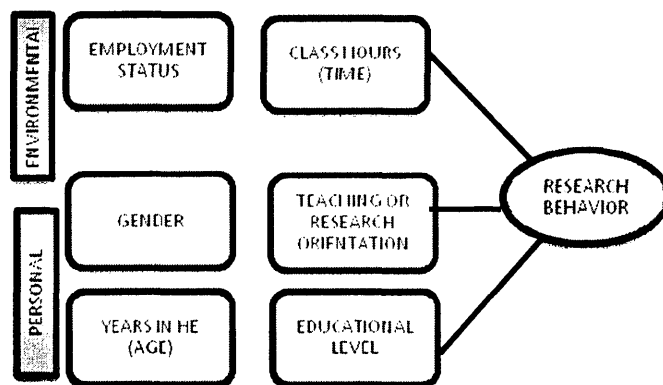 ENVIRONMENTAL
EMPLOYMENT
STATUS
CLASS HOURS
(TIME)
PERSONAL
GENDER
TEACHING OR
RESEARCH
ORIENTATION
YEARS IN HE
(AGE)
EDUCATIONAL
LEVEL
RESEARCH
BEHAVIOR